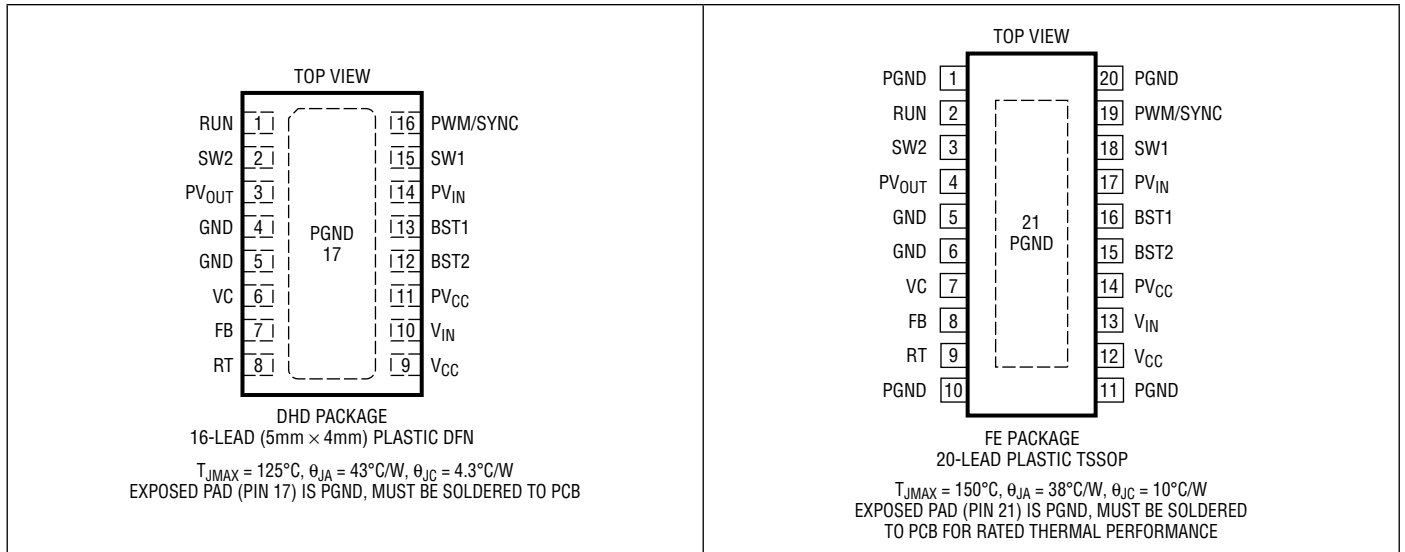 TOP VIEW
RUN 1 16 PWM/SYNC
SW2 2 15 SW1
PVOUT 3 14 PVIN
GND 4 13 BST1
GND 5 12 BST2
VC 6 11 PVCC
FB 7 10 VIN
RT 8 9 VCC
PGND
17
DHD PACKAGE
16-LEAD (5mm × 4mm) PLASTIC DFN
TJMAX = 125°C, θJA = 43°C/W, θJC = 4.3°C/W
EXPOSED PAD (PIN 17) IS PGND, MUST BE SOLDERED TO PCB
TOP VIEW
PGND 1 20 PGND
RUN 2 19 PWM/SYNC
SW2 3 18 SW1
PVOUT 4 17 PVIN
GND 5 16 BST1
GND 6 15 BST2
VC 7 14 PVCC
FB 8 13 VIN
RT 9 12 VCC
PGND 10 11 PGND
21
PGND
FE PACKAGE
20-LEAD PLASTIC TSSOP
TJMAX = 150°C, θJA = 38°C/W, θJC = 10°C/W
EXPOSED PAD (PIN 21) IS PGND, MUST BE SOLDERED
TO PCB FOR RATED THERMAL PERFORMANCE